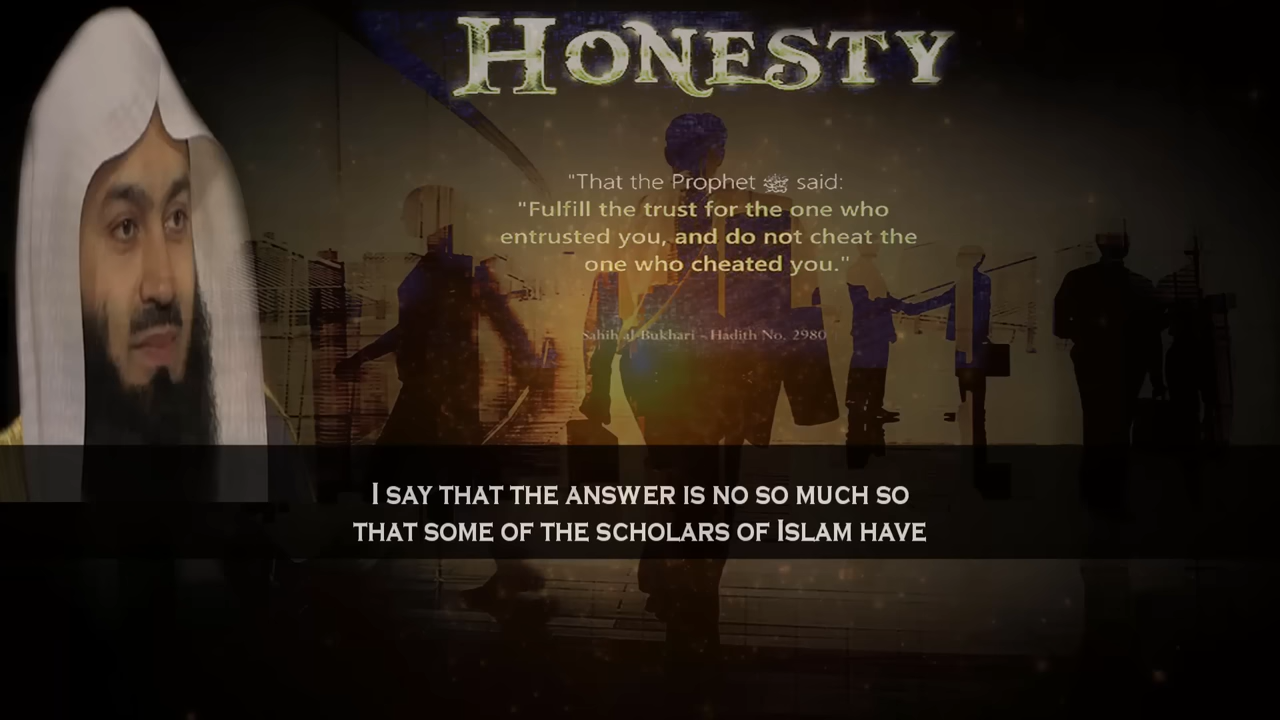 HONESTY
"That the Prophet ﷺ said:
"Fulfill the trust for the one who
entrusted you, and do not cheat the
one who cheated you."
Sahih al-Bukhari - Hadith No. 2980
I SAY THAT THE ANSWER IS NO SO MUCH SO
THAT SOME OF THE SCHOLARS OF ISLAM HAVE